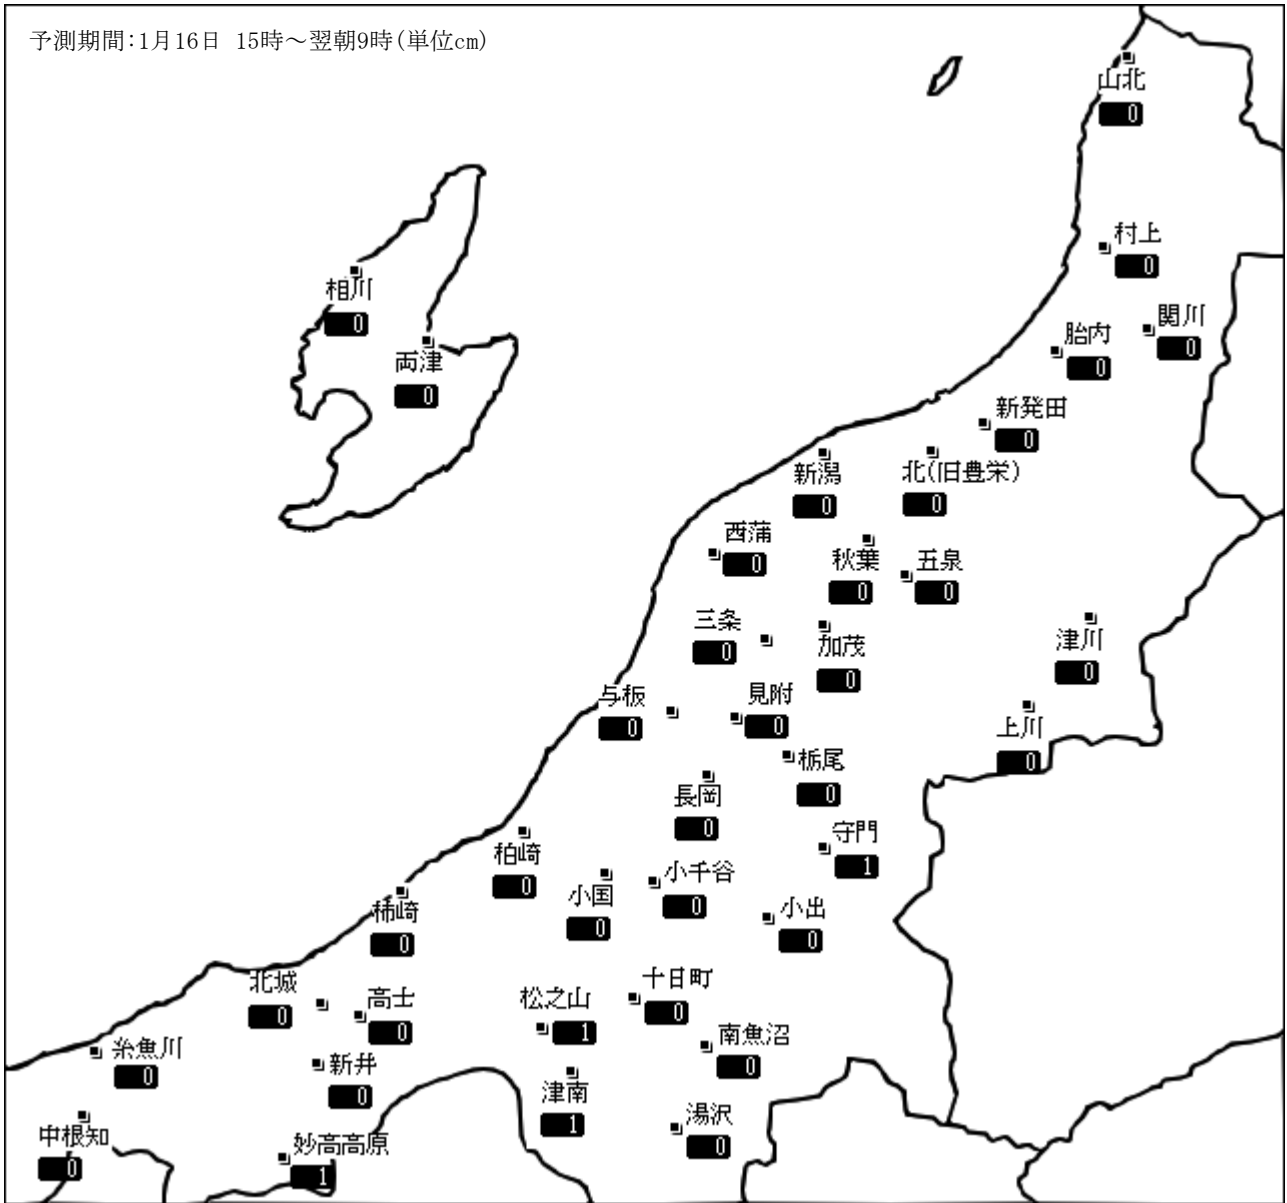 予測期間:1月16日 15時～翌朝9時(単位cm)
山北
0
村上
0
相川
0
関川
0
胎内
0
両津
0
新発田
0
新潟
0
北(旧豊栄)
0
西蒲
0
秋葉
0
五泉
0
三条
0
加茂
0
津川
0
与板
0
見附
0
上川
0
栃尾
0
長岡
0
守門
1
柏崎
0
小国
0
小千谷
0
柿崎
0
小出
0
北城
0
高士
0
松之山
1
十日町
0
糸魚川
0
新井
0
南魚沼
0
津南
1
湯沢
0
中根知
0
妙高高原
1